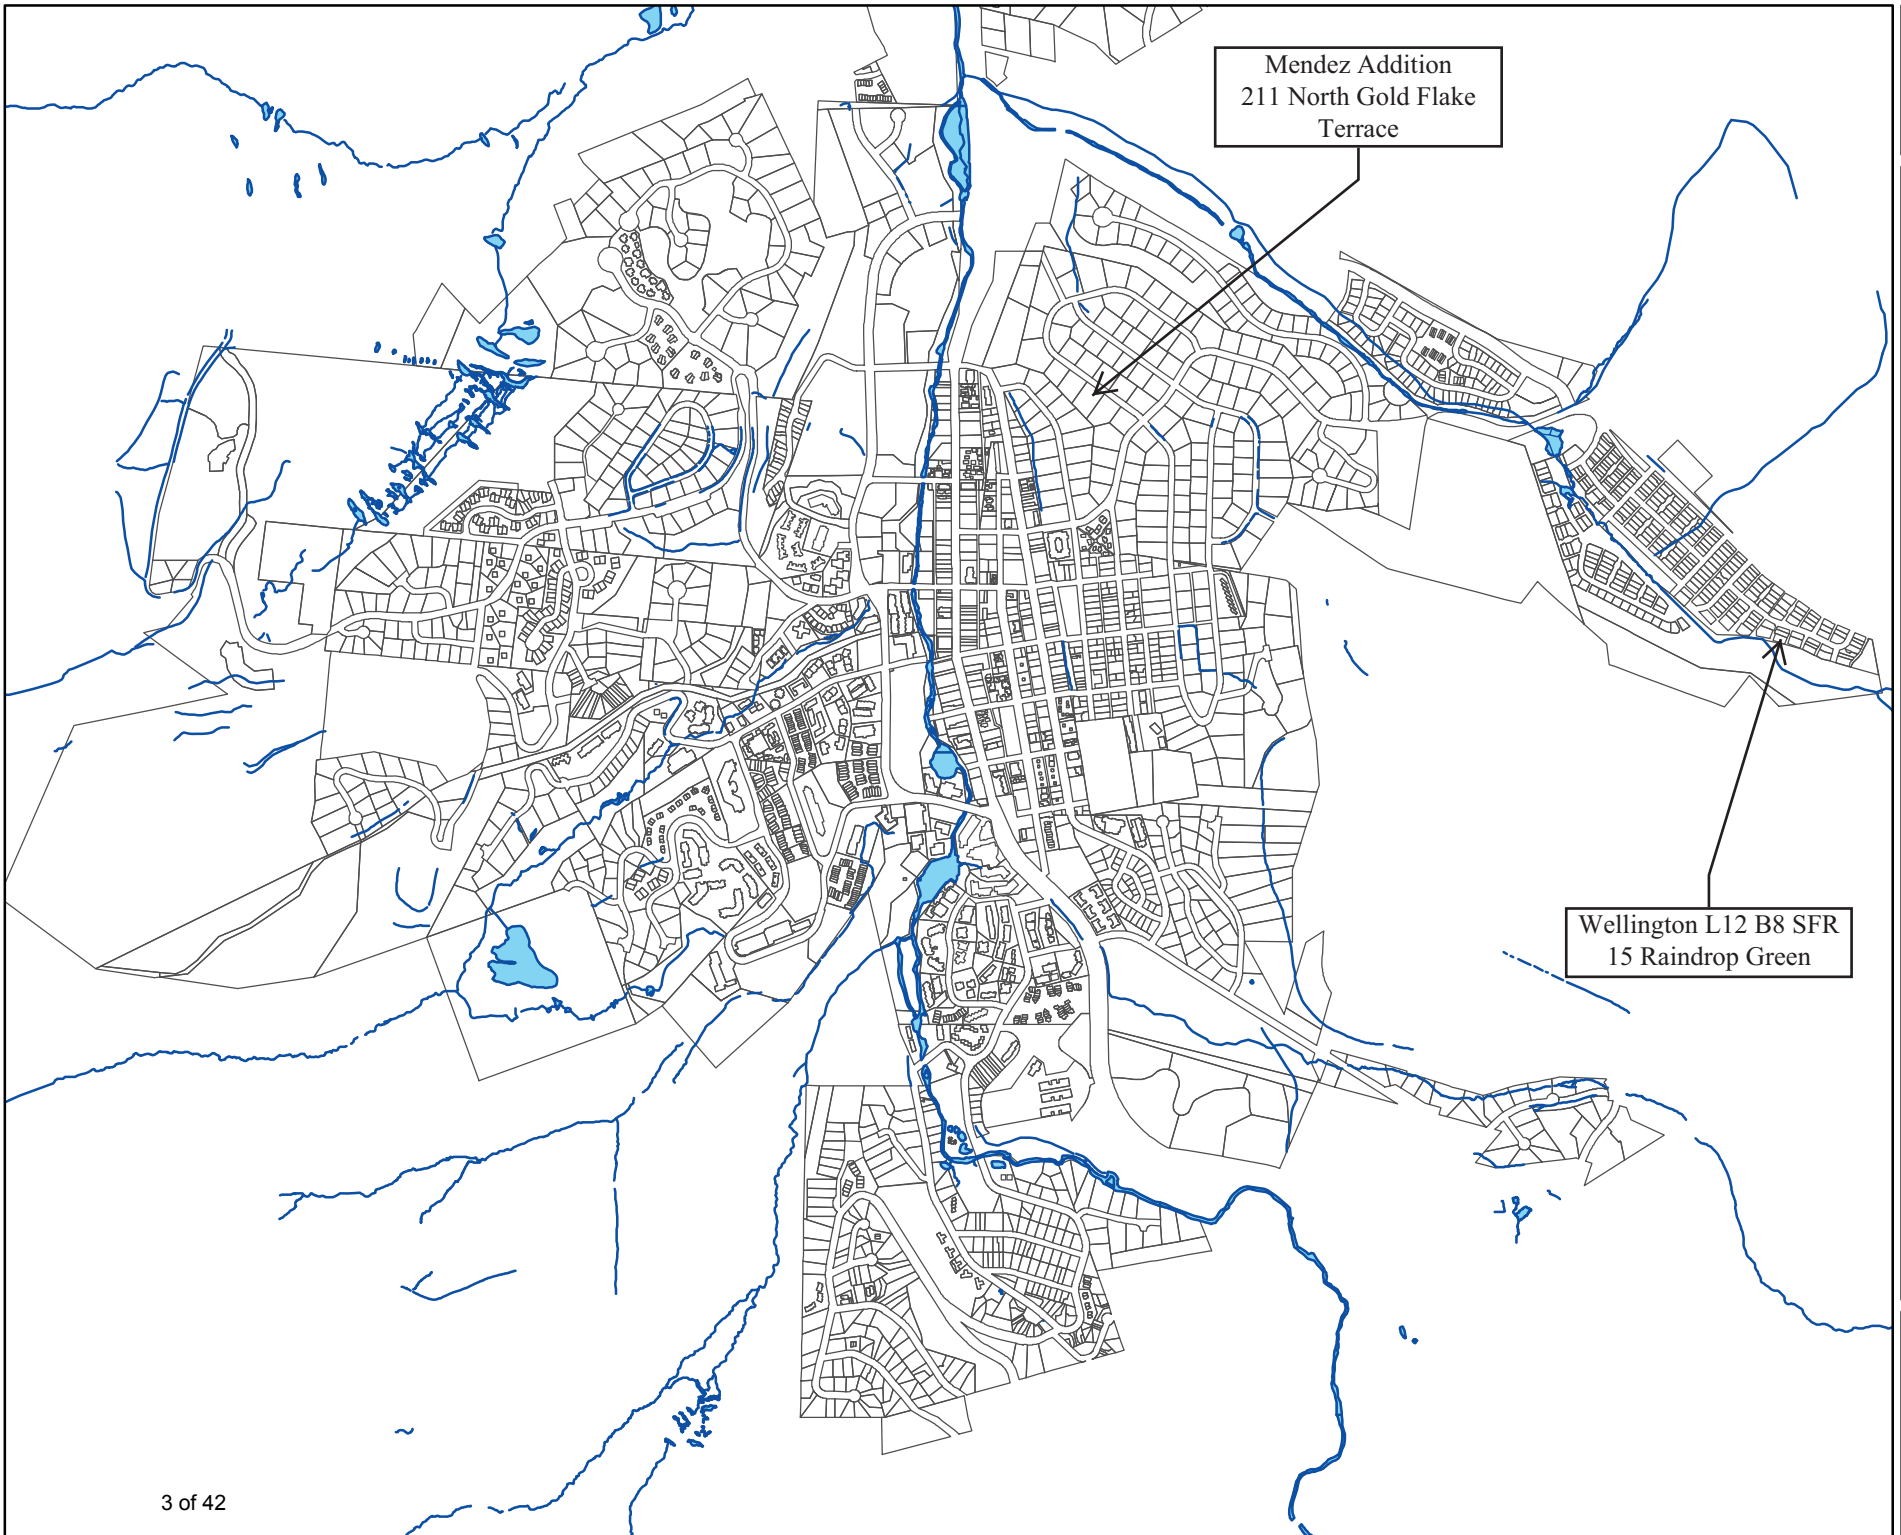 Mendez Addition
211 North Gold Flake
Terrace
Wellington L12 B8 SFR
15 Raindrop Green
3 of 42